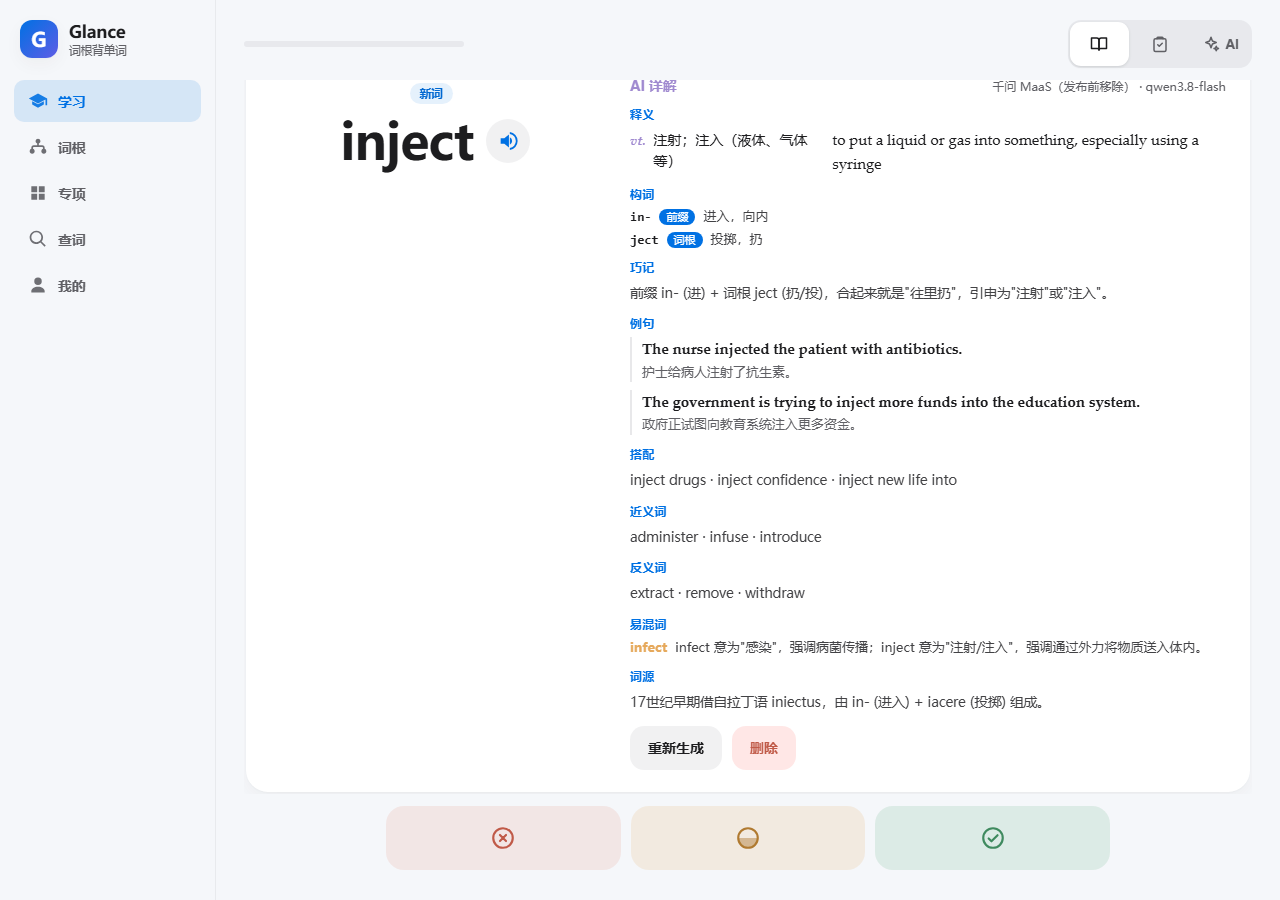 G
Glance
词根背单词
学习
词根
专项
查词
我的
AI
新词
inject
AI 详解
千问 MaaS（发布前移除） · qwen3.8-flash
释义
vt. 注射；注入（液体、气体等）
to put a liquid or gas into something, especially using a syringe
构词
in- 前缀 进入，向内
ject 词根 投掷，扔
巧记
前缀 in- (进) + 词根 ject (扔/投)，合起来就是"往里扔"，引申为"注射"或"注入"。
例句
The nurse injected the patient with antibiotics.
护士给病人注射了抗生素。
The government is trying to inject more funds into the education system.
政府正试图向教育系统注入更多资金。
搭配
inject drugs · inject confidence · inject new life into
近义词
administer · infuse · introduce
反义词
extract · remove · withdraw
易混词
infect infect 意为"感染"，强调病菌传播；inject 意为"注射/注入"，强调通过外力将物质送入体内。
词源
17世纪早期借自拉丁语 iniectus，由 in- (进入) + iacere (投掷) 组成。
重新生成
删除